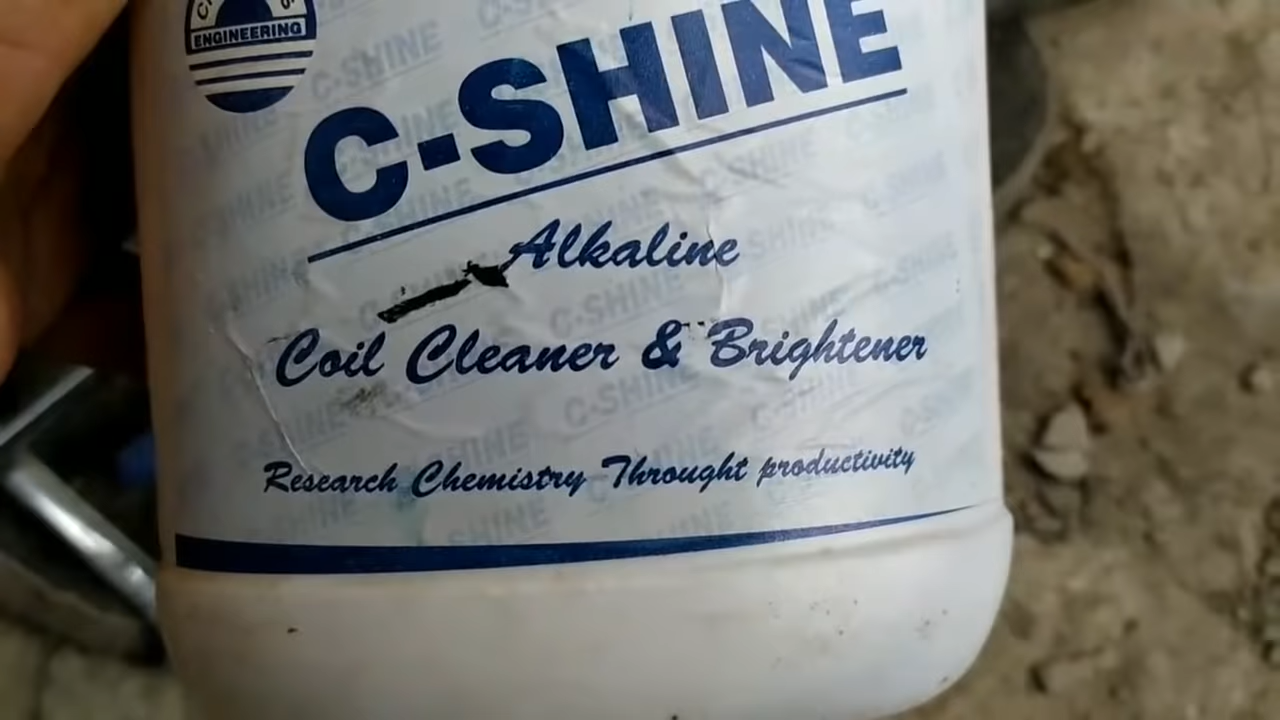 ENGINEERING
C-SHINE
Alkaline
Coil Cleaner & Brightener
Research Chemistry Throught productivity